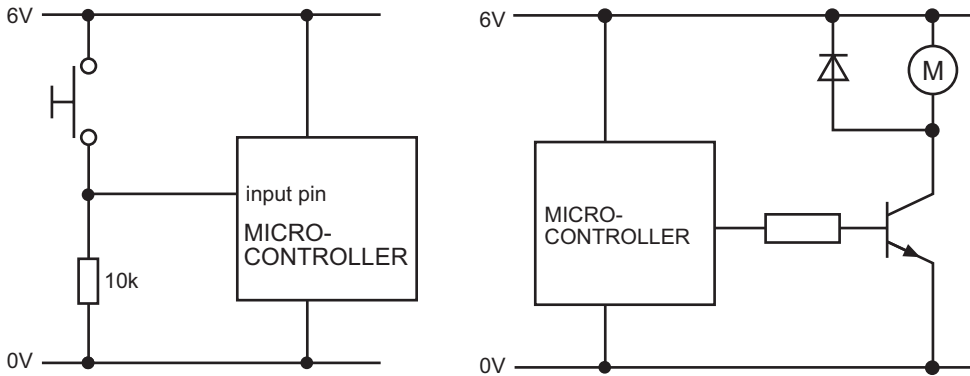 6V
input pin
MICRO-
CONTROLLER
10k
0V
6V
M
MICRO-
CONTROLLER
0V